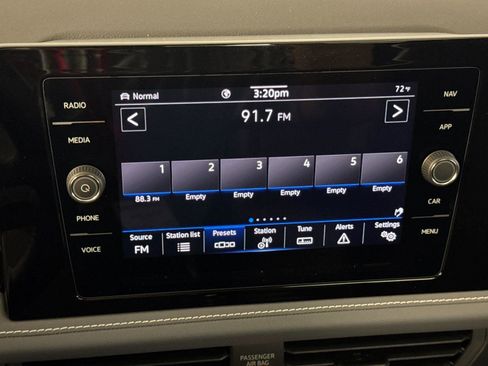 RADIO
MEDIA
PHONE
VOICE
Normal 3:20pm 72°F
91.7 FM
< >
1 2 3 4 5 6
88.3 FM Empty Empty Empty Empty Empty
Source Station list Presets Station Tune Alerts Settings
FM
NAV
APP
CAR
MENU
PASSENGER
AIR BAG